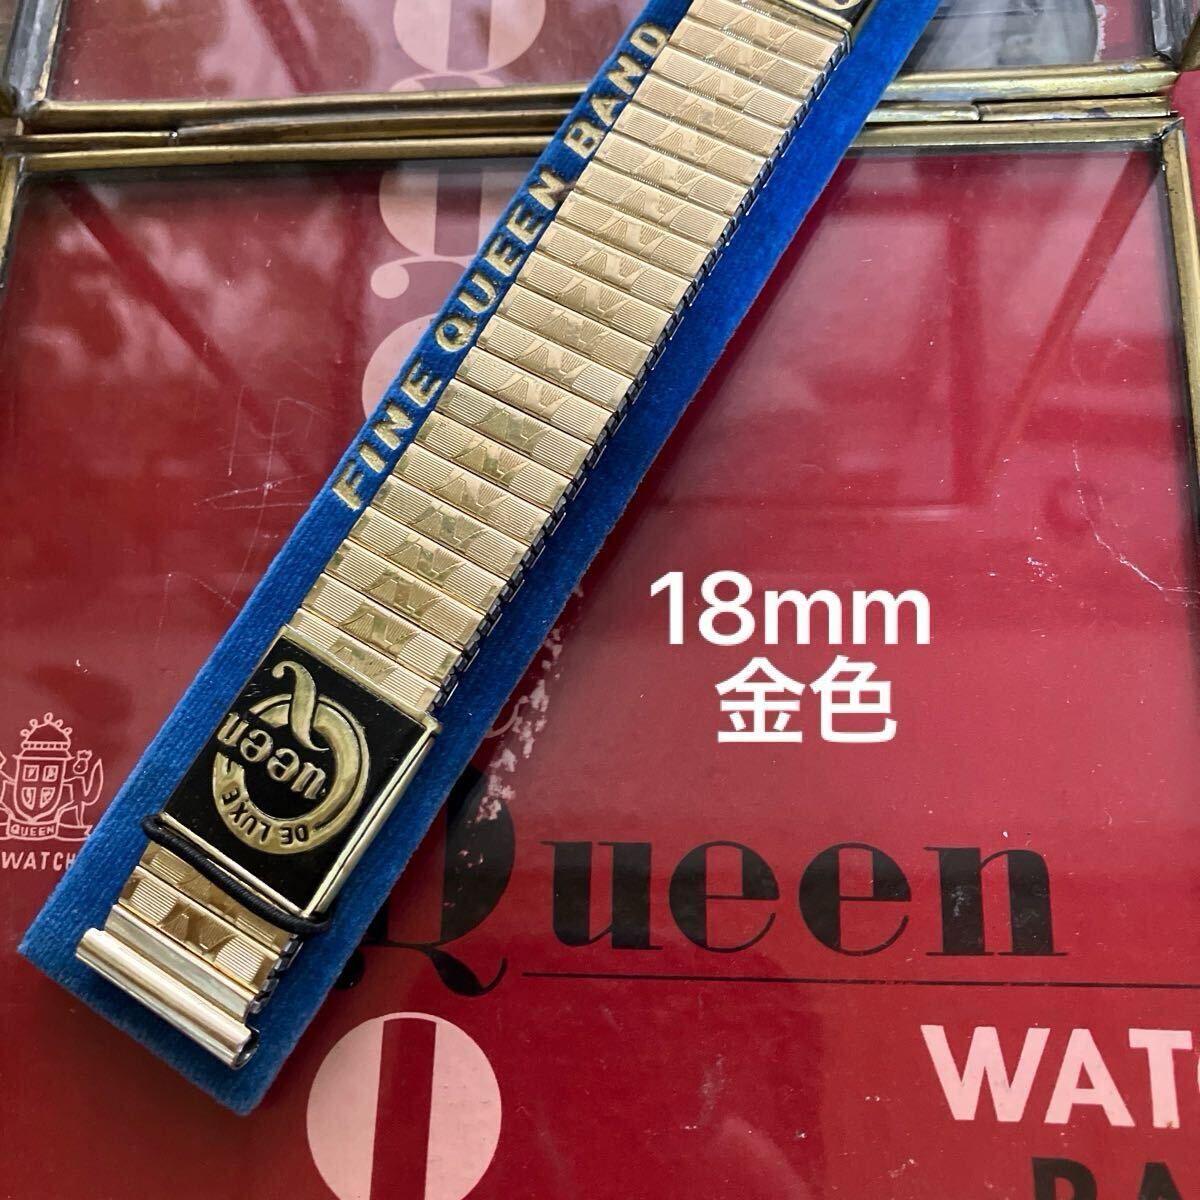 FINE QUEEN BAND
18mm
金色
Queen
DE LUXE
QUEEN
WATCH
Queen
WATC